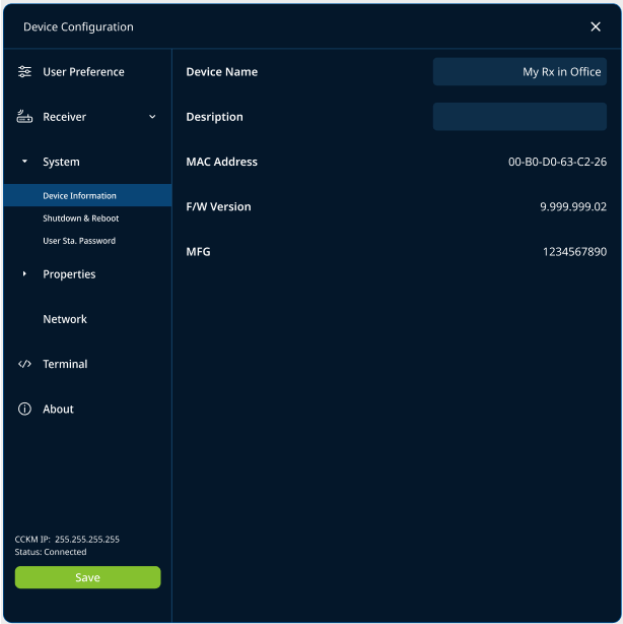 Device Configuration
User Preference
Receiver
System
Device Information
Shutdown & Reboot
User Sta. Password
Properties
Network
Terminal
About
CCKM IP: 255.255.255.255
Status: Connected
Save
Device Name My Rx in Office
Desription
MAC Address 00-B0-D0-63-C2-26
F/W Version 9.999.999.02
MFG 1234567890